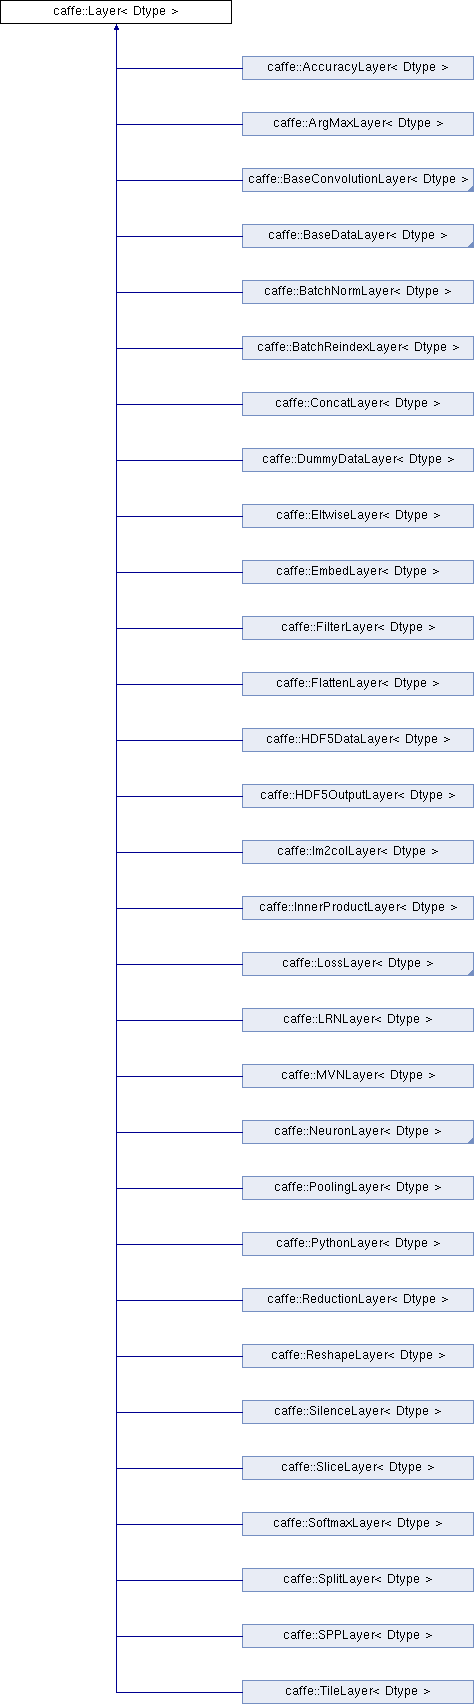 caffe::Layer< Dtype >
caffe::AccuracyLayer< Dtype >
caffe::ArgMaxLayer< Dtype >
caffe::BaseConvolutionLayer< Dtype >
caffe::BaseDataLayer< Dtype >
caffe::BatchNormLayer< Dtype >
caffe::BatchReindexLayer< Dtype >
caffe::ConcatLayer< Dtype >
caffe::DummyDataLayer< Dtype >
caffe::EltwiseLayer< Dtype >
caffe::EmbedLayer< Dtype >
caffe::FilterLayer< Dtype >
caffe::FlattenLayer< Dtype >
caffe::HDF5DataLayer< Dtype >
caffe::HDF5OutputLayer< Dtype >
caffe::Im2colLayer< Dtype >
caffe::InnerProductLayer< Dtype >
caffe::LossLayer< Dtype >
caffe::LRNLayer< Dtype >
caffe::MVNLayer< Dtype >
caffe::NeuronLayer< Dtype >
caffe::PoolingLayer< Dtype >
caffe::PythonLayer< Dtype >
caffe::ReductionLayer< Dtype >
caffe::ReshapeLayer< Dtype >
caffe::SilenceLayer< Dtype >
caffe::SliceLayer< Dtype >
caffe::SoftmaxLayer< Dtype >
caffe::SplitLayer< Dtype >
caffe::SPPLayer< Dtype >
caffe::TileLayer< Dtype >